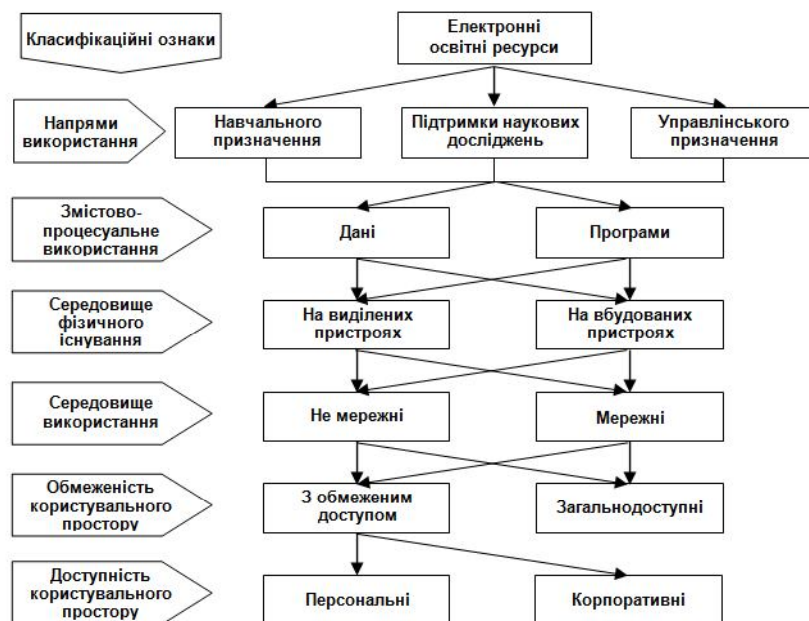 Класифікаційні ознаки
Електронні
освітні ресурси
Напрями
використання
Навчального
призначення
Підтримки наукових
досліджень
Управлінського
призначення
Змістово-
процесуальне
використання
Дані
Програми
Середовище
фізичного
існування
На виділених
пристроях
На вбудованих
пристроях
Середовище
використання
Не мережні
Мережні
Обмеженість
користувального
простору
З обмеженим
доступом
Загальнодоступні
Доступність
користувального
простору
Персональні
Корпоративні